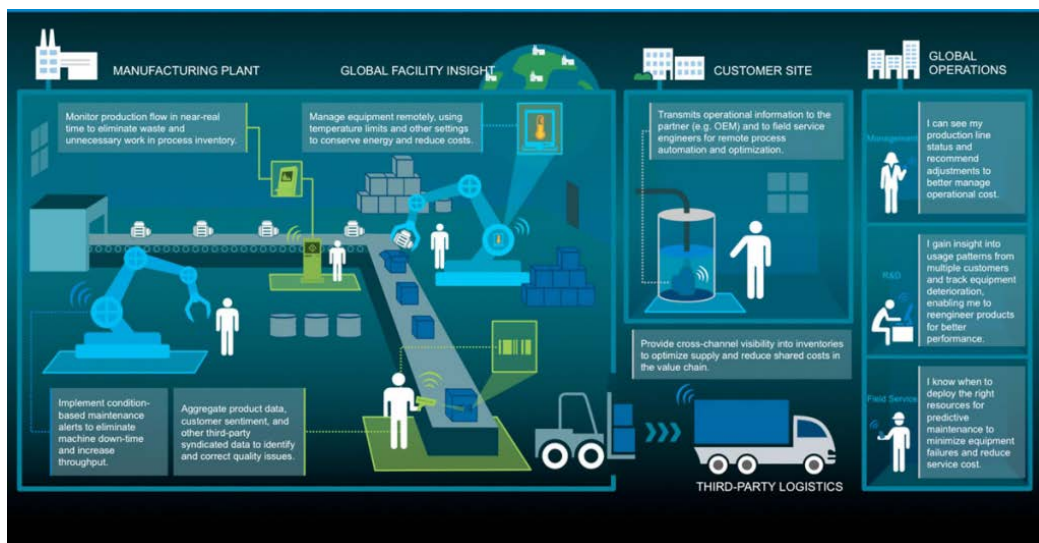 MANUFACTURING PLANT
GLOBAL FACILITY INSIGHT
Monitor production flow in near-real
time to eliminate waste and
unnecessary work in process inventory.
Manage equipment remotely, using
temperature limits and other settings
to conserve energy and reduce costs.
Implement condition-
based maintenance
alerts to eliminate
machine down-time
and increase
throughput.
Aggregate product data,
customer sentiment, and
other third-party
syndicated data to identify
and correct quality issues.
CUSTOMER SITE
Transmits operational information to the
partner (e.g. OEM) and to field service
engineers for remote process
automation and optimization.
Provide cross-channel visibility into inventories
to optimize supply and reduce shared costs in
the value chain.
THIRD-PARTY LOGISTICS
GLOBAL
OPERATIONS
Management
I can see my
production line
status and
recommend
adjustments to
better manage
operational cost.
R&D
I gain insight into
usage patterns from
multiple customers
and track equipment
deterioration,
enabling me to
reengineer products
for better
performance.
Field Service
I know when to
deploy the right
resources for
predictive
maintenance to
minimize equipment
failures and reduce
service cost.